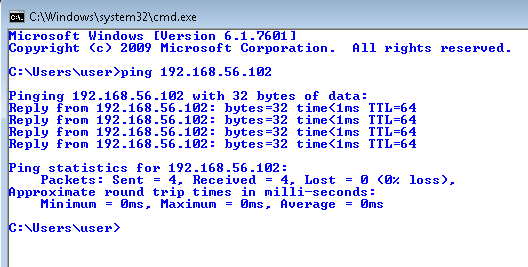 C:\Windows\system32\cmd.exe
Microsoft Windows [Version 6.1.7601]
Copyright (c) 2009 Microsoft Corporation.  All rights reserved.
C:\Users\user>ping 192.168.56.102
Pinging 192.168.56.102 with 32 bytes of data:
Reply from 192.168.56.102: bytes=32 time<1ms TTL=64
Reply from 192.168.56.102: bytes=32 time<1ms TTL=64
Reply from 192.168.56.102: bytes=32 time<1ms TTL=64
Reply from 192.168.56.102: bytes=32 time<1ms TTL=64
Ping statistics for 192.168.56.102:
    Packets: Sent = 4, Received = 4, Lost = 0 (0% loss),
Approximate round trip times in milli-seconds:
    Minimum = 0ms, Maximum = 0ms, Average = 0ms
C:\Users\user>